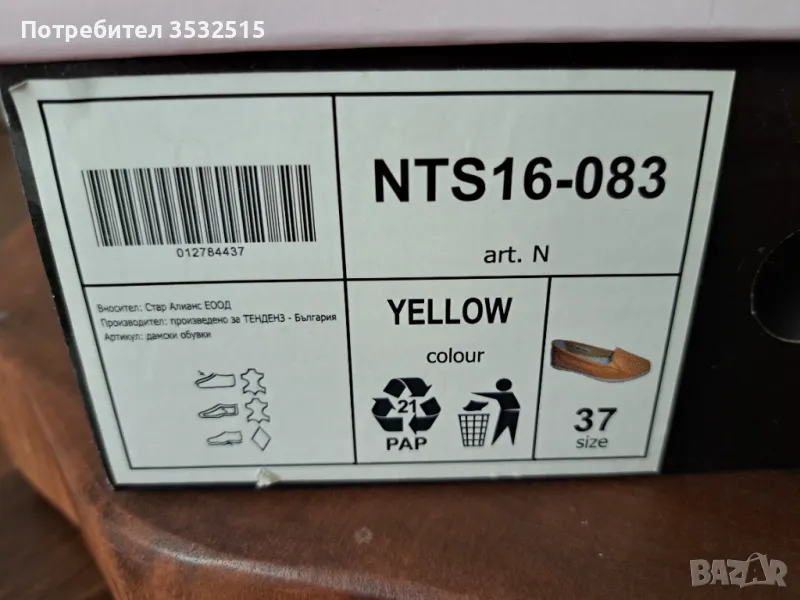 Потребител 3532515
012784437
NTS16-083
art. N
Вносител: Стар Алианс ЕООД
Производител: произведено за ТЕНДЕНЗ - България
Артикул: дамски обувки
YELLOW
colour
21
PAP
37
size
BAZAR